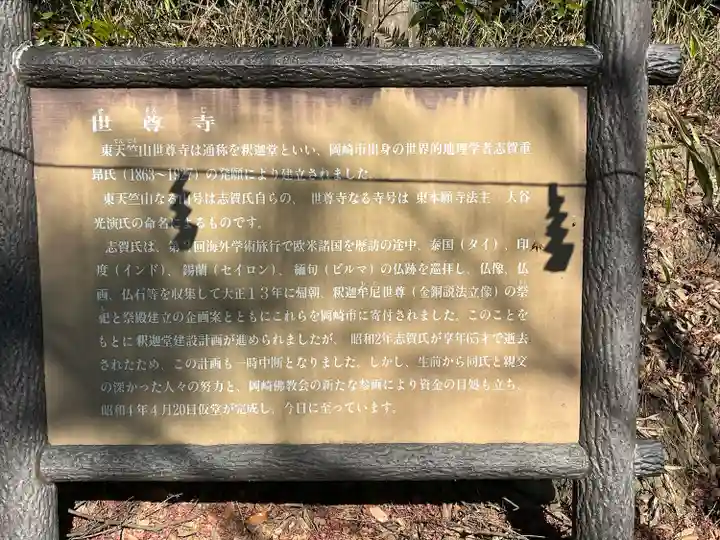 世尊寺
東天竺山世尊寺は通称を釈迦堂といい、岡崎市出身の世界的地理学者志賀重
昂氏(1863〜1927)の発願により建立されました。
東天竺山なる山号は志賀氏自らの、世尊寺なる寺号は 東本願寺法主 大谷
光演氏の命名によるものです。
志賀氏は、第 回海外学術旅行で欧米諸国を歴訪の途中、泰国(タイ)、印
度(インド)、錫蘭(セイロン)、緬甸(ビルマ)の仏跡を巡拝し、仏像、仏
画、仏石等を収集して大正13年に帰朝、釈迦牟尼世尊(金銅説法立像)の祭
祀と祭殿建立の企画案とともにこれらを岡崎市に寄付されました。このことを
もとに釈迦堂建設計画が進められましたが、昭和2年志賀氏が享年65才で逝去
されたため、この計画も一時中断となりました。しかし、生前から同氏と親交
の深かった人々の努力と、岡崎佛教会の新たな参画により資金の目処も立ち、
昭和4年4月20日仮堂が完成し、今日に至っています。